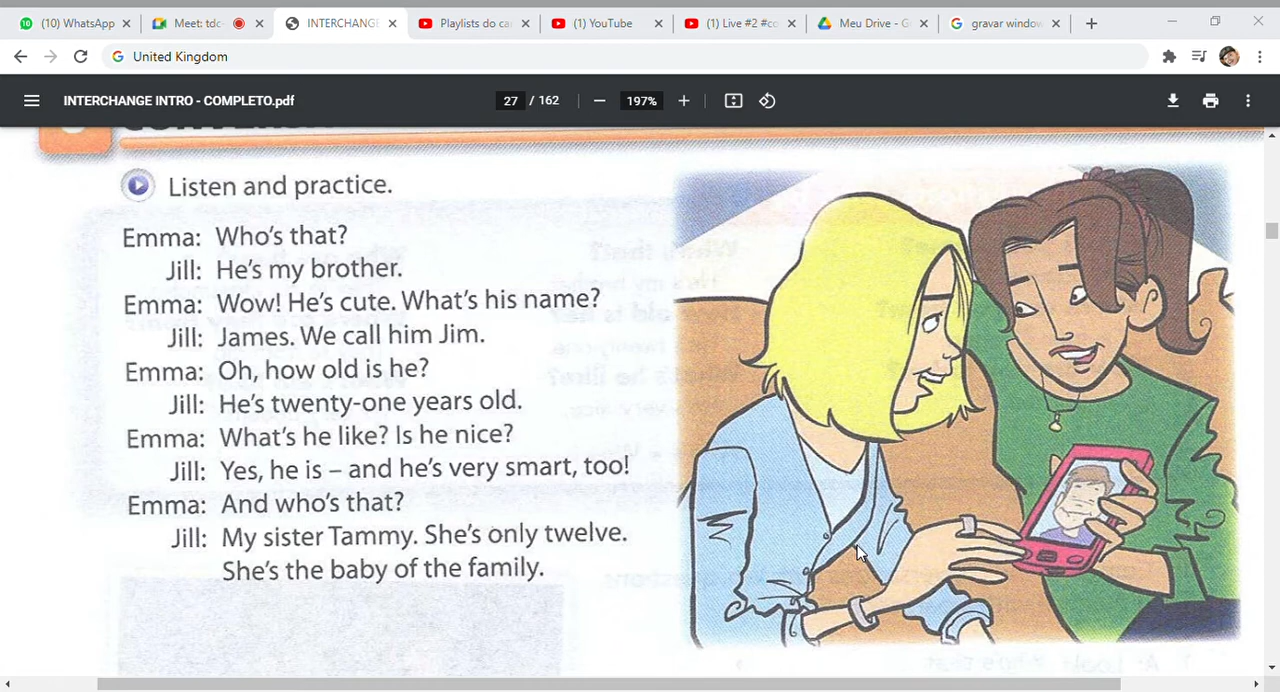 (10) WhatsApp
Meet: tdc
INTERCHANGE
Playlists do ca
(1) YouTube
(1) Live #2 #co
Meu Drive - G
gravar window
United Kingdom
INTERCHANGE INTRO - COMPLETO.pdf
27 / 162
197%
Listen and practice.
Emma: Who's that?
Jill: He's my brother.
Emma: Wow! He's cute. What's his name?
Jill: James. We call him Jim.
Emma: Oh, how old is he?
Jill: He's twenty-one years old.
Emma: What's he like? Is he nice?
Jill: Yes, he is – and he's very smart, too!
Emma: And who's that?
Jill: My sister Tammy. She's only twelve.
She's the baby of the family.